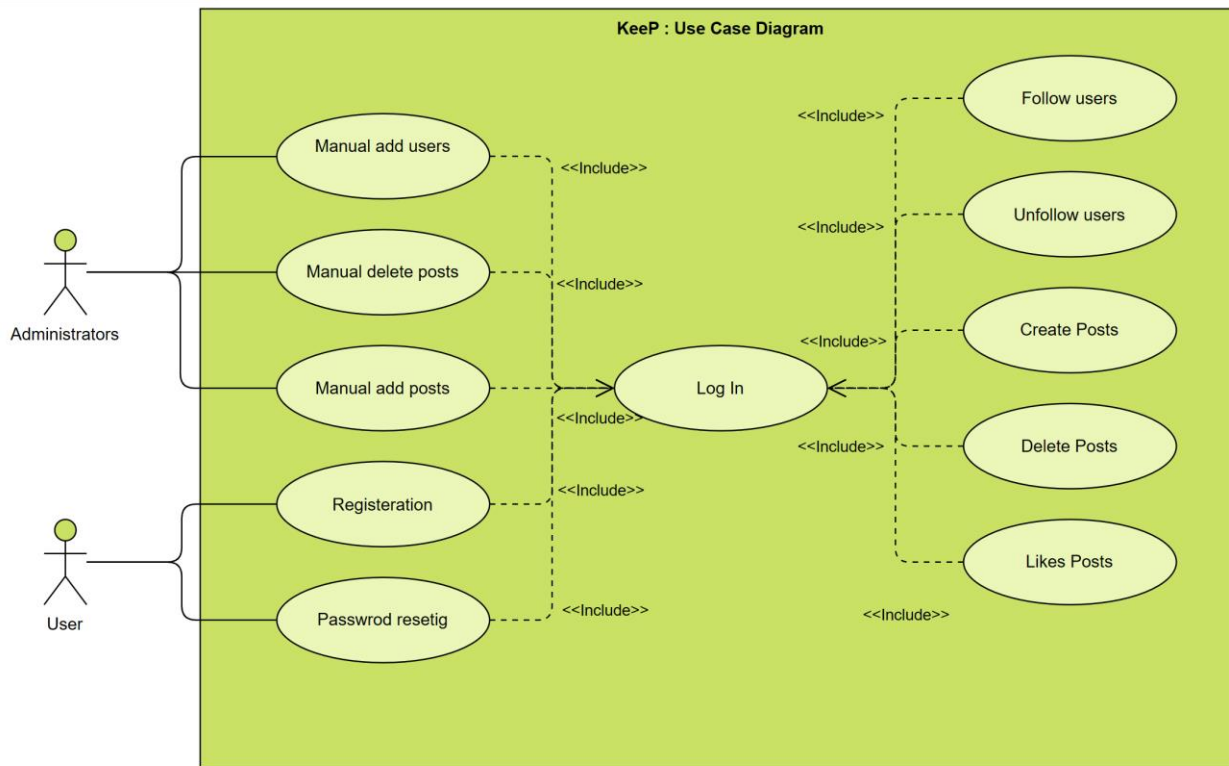 KeeP : Use Case Diagram
Follow users
<<Include>>
Manual add users
<<Include>>
Unfollow users
<<Include>>
Manual delete posts
<<Include>>
Administrators
Create Posts
<<Include>>
Manual add posts
Log In
<<Include>>
Delete Posts
<<Include>>
Registeration
<<Include>>
Likes Posts
User
Passwrod resetig
<<Include>>
<<Include>>